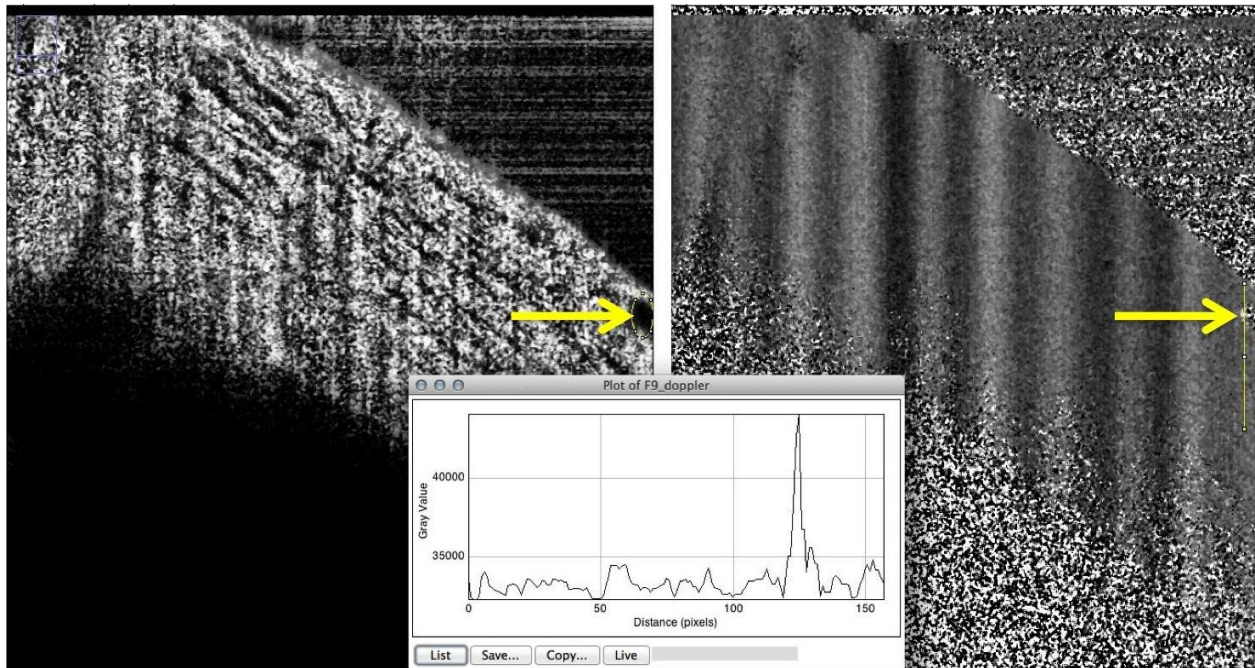 Plot of F9_doppler
40000
35000
Gray Value
0
50
100
150
Distance (pixels)
List
Save...
Copy...
Live